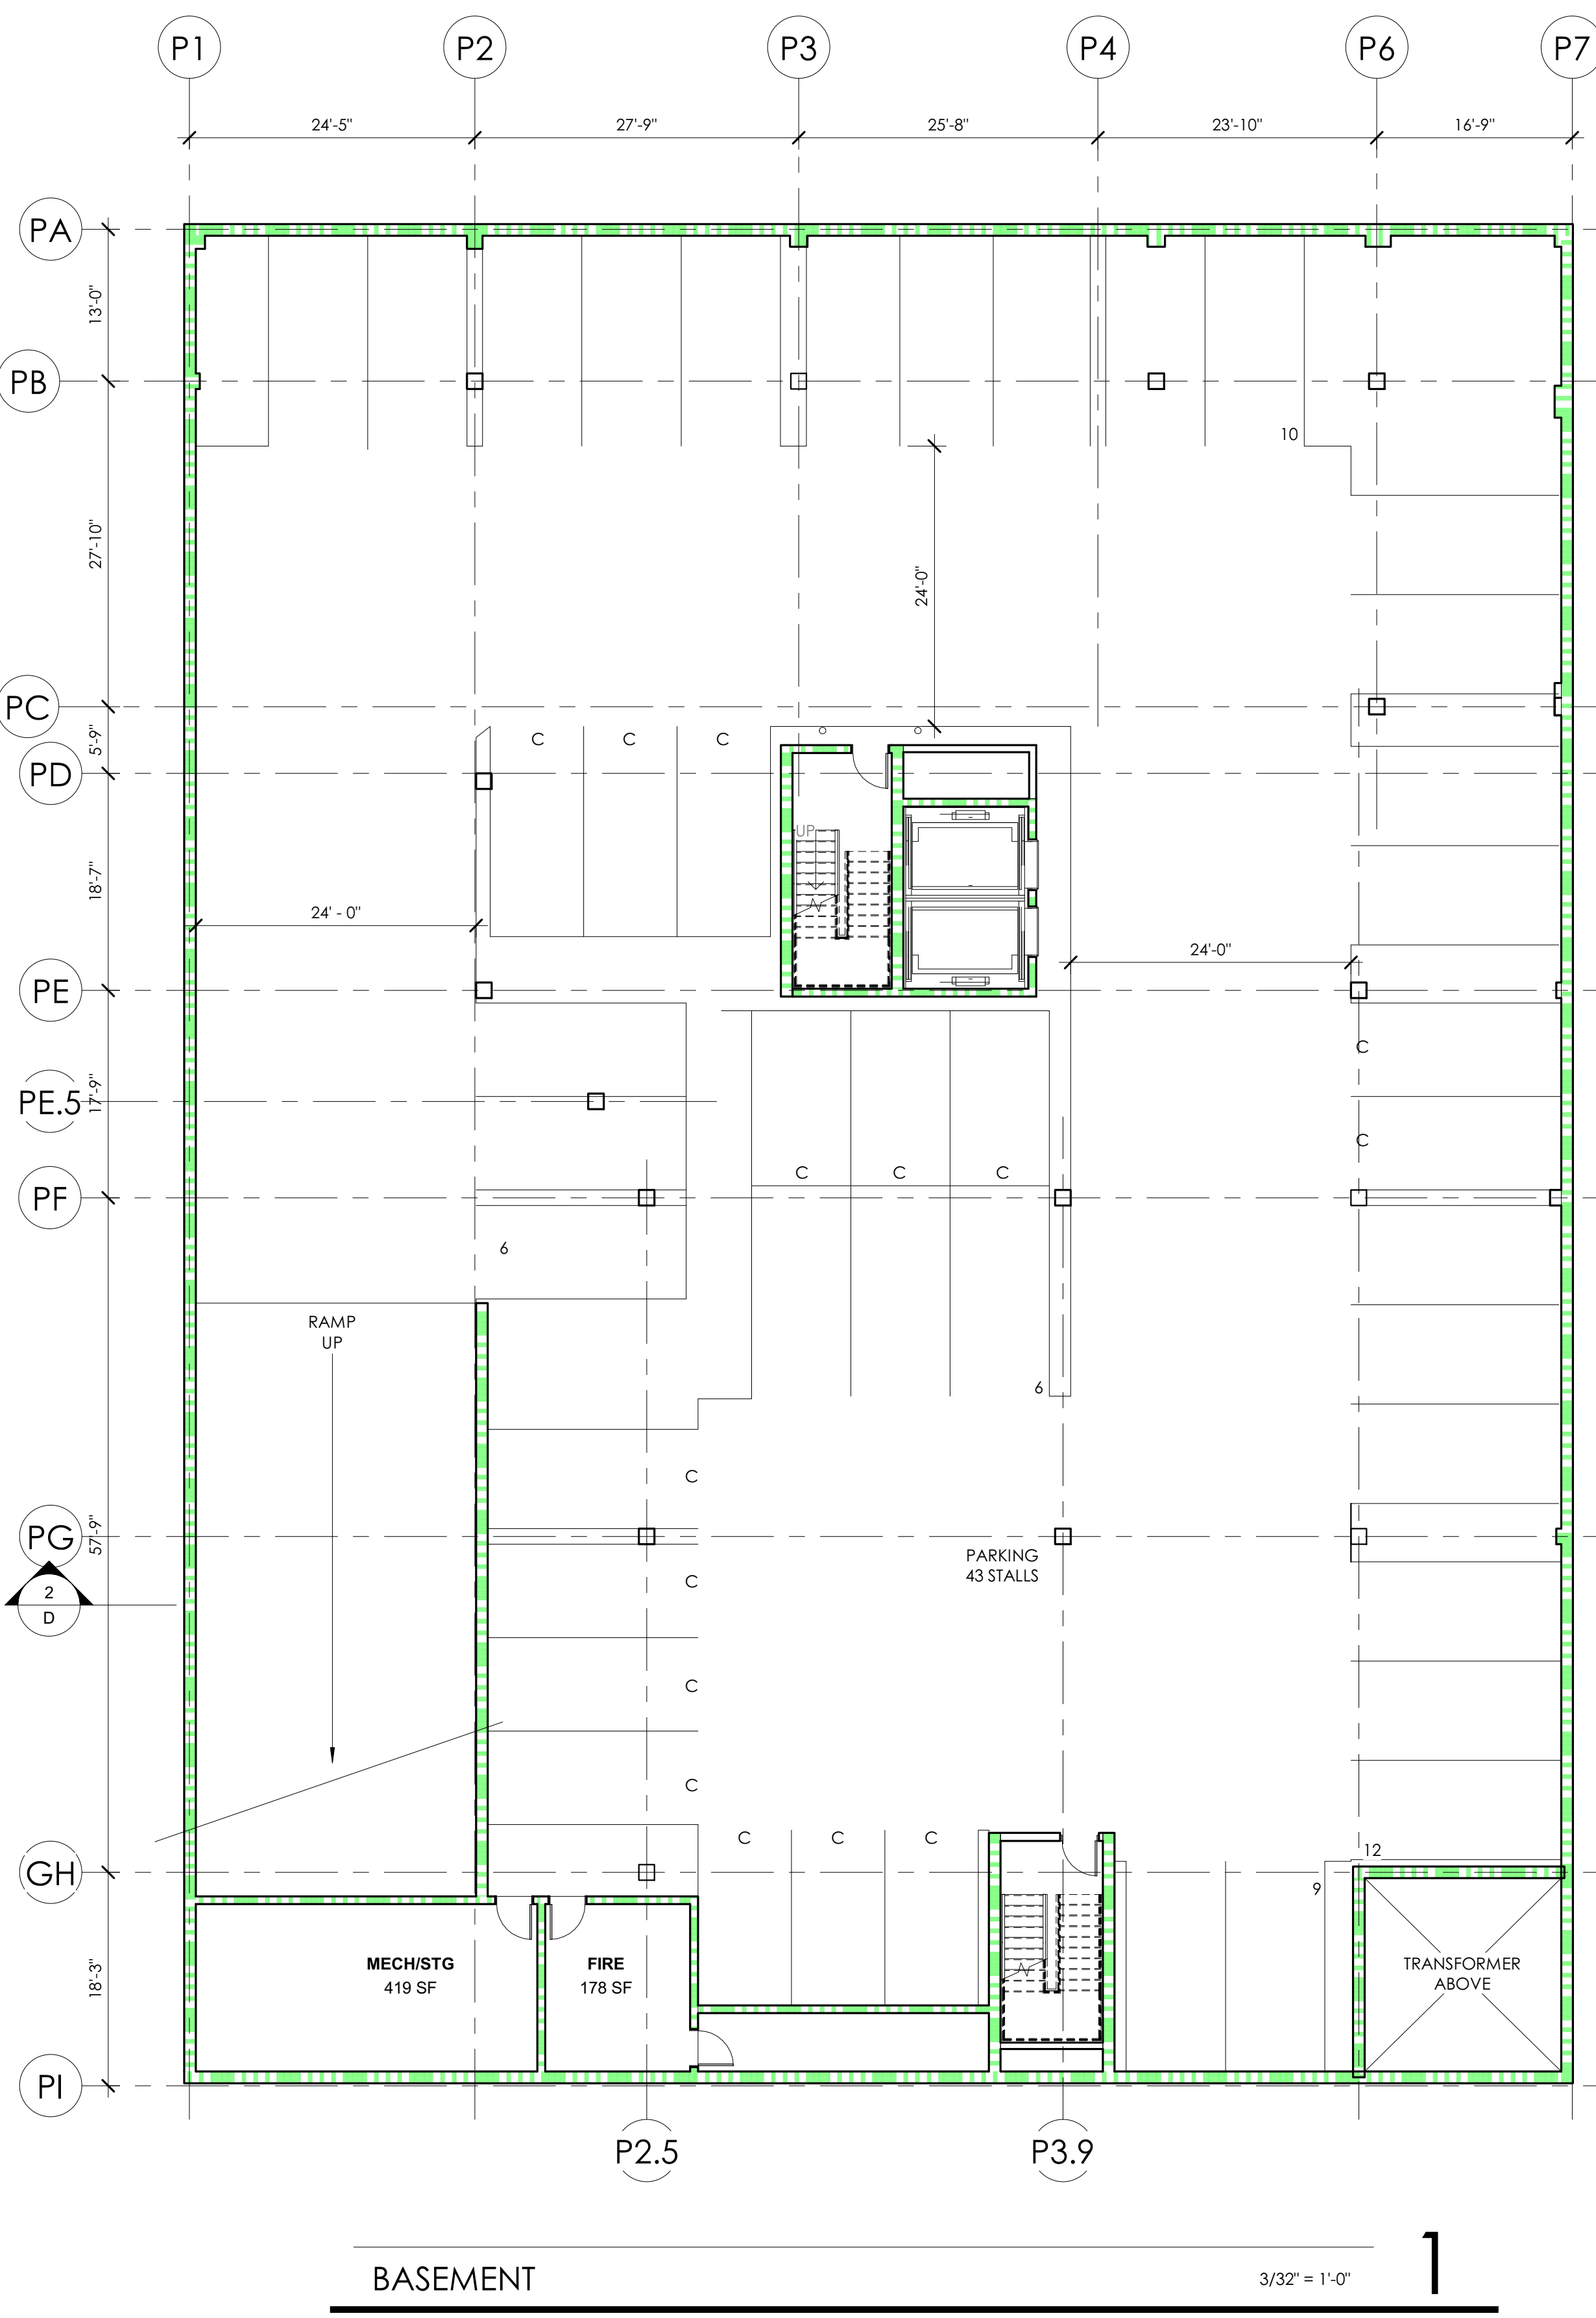 P1 P2 P3 P4 P6 P7
24'-5" 27'-9" 25'-8" 23'-10" 16'-9"
PA
13'-0"
PB
10
27'-10"
24'-0"
PC
5'-9"
C C C
PD
UP
18'-7"
24' - 0"
24'-0"
PE
C
PE.5
17'-9"
C
C C C
PF
6
RAMP
UP
6
C
PG
57'-9"
PARKING
43 STALLS
C
2
D
C
C
C C C
12
GH
9
MECH/STG
419 SF
FIRE
178 SF
TRANSFORMER
ABOVE
18'-3"
PI
P2.5 P3.9
1
BASEMENT
3/32" = 1'-0"